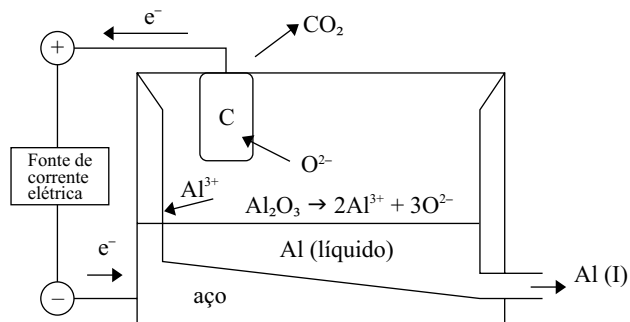 e⁻
CO₂
+
C
Fonte de
corrente
elétrica
O²⁻
Al³⁺
Al₂O₃ → 2Al³⁺ + 3O²⁻
Al (líquido)
e⁻
Al (I)
−
aço